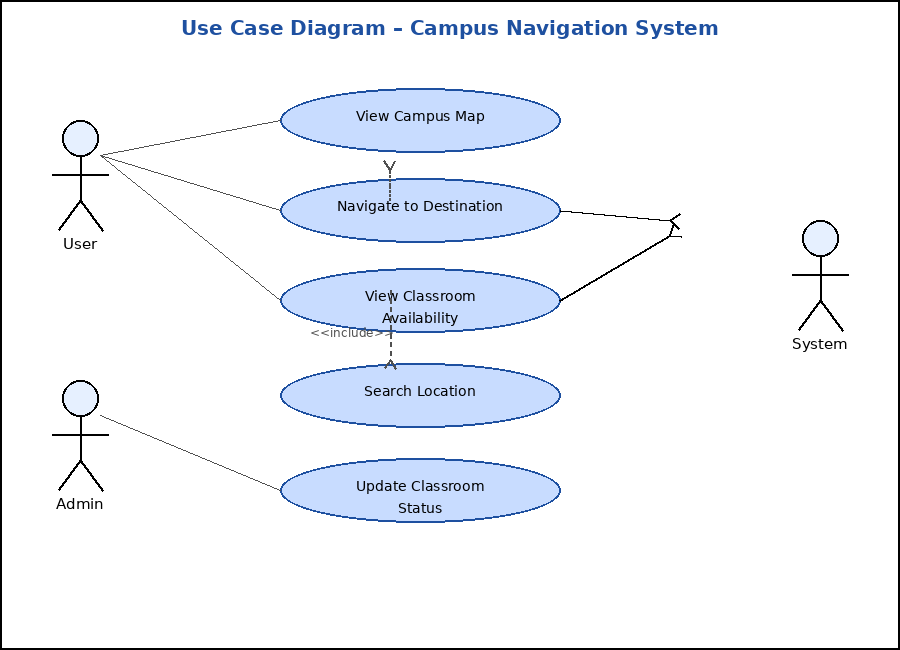 Use Case Diagram – Campus Navigation System
View Campus Map
Navigate to Destination
User
View Classroom
Availability
<<include>>
System
Search Location
Update Classroom
Status
Admin